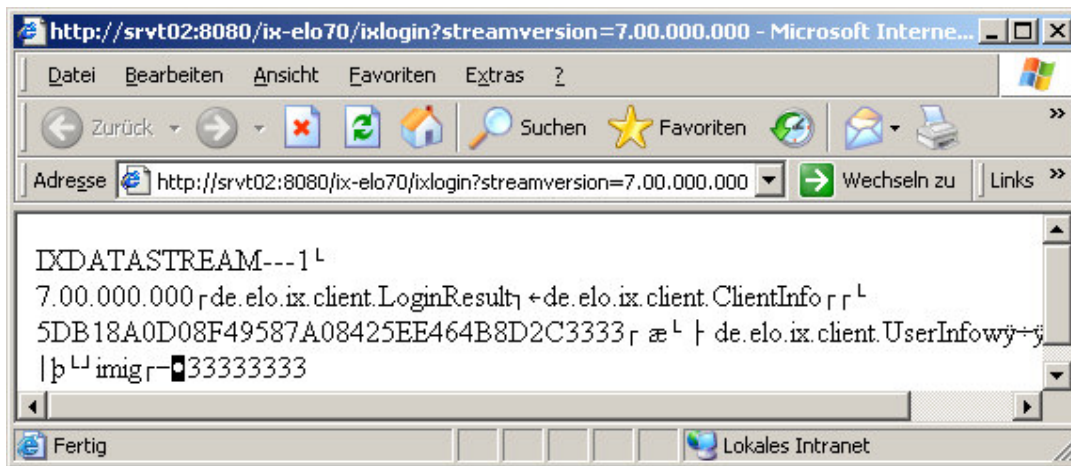 http://srvt02:8080/ix-elo70/ixlogin?streamversion=7.00.000.000 - Microsoft Interne...
Datei Bearbeiten Ansicht Favoriten Extras ?
Zurück Suchen Favoriten »
Adresse http://srvt02:8080/ix-elo70/ixlogin?streamversion=7.00.000.000 Wechseln zu Links »
IXDATASTREAM---1└
7.00.000.000┌de.elo.ix.client.LoginResult┐←de.elo.ix.client.ClientInfo┌┌└
5DB18A0D08F49587A08425EE464B8D2C3333┌ æ└ ├ de.elo.ix.client.UserInfowÿ÷ÿ
|þ└┘imig┌─◘33333333
Fertig Lokales Intranet